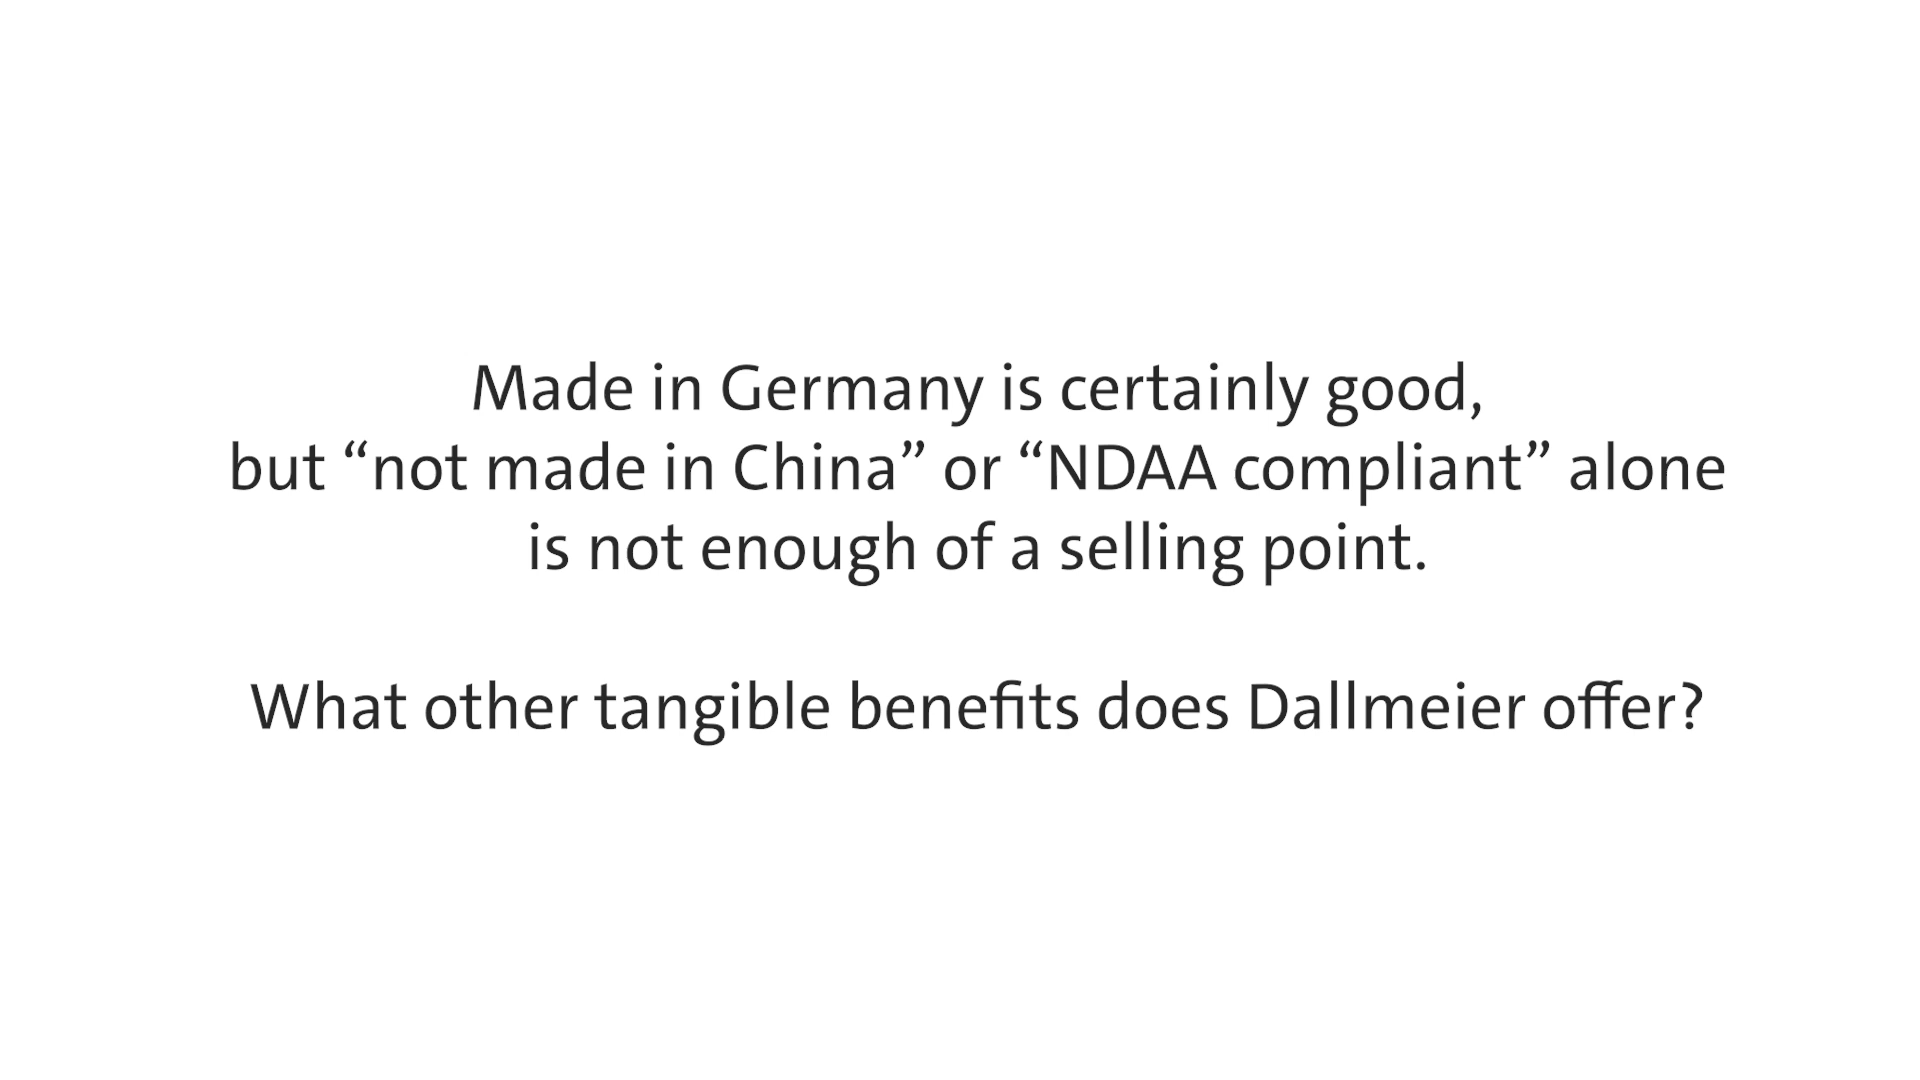 Made in Germany is certainly good,
but “not made in China” or “NDAA compliant” alone
is not enough of a selling point.
What other tangible benefits does Dallmeier offer?